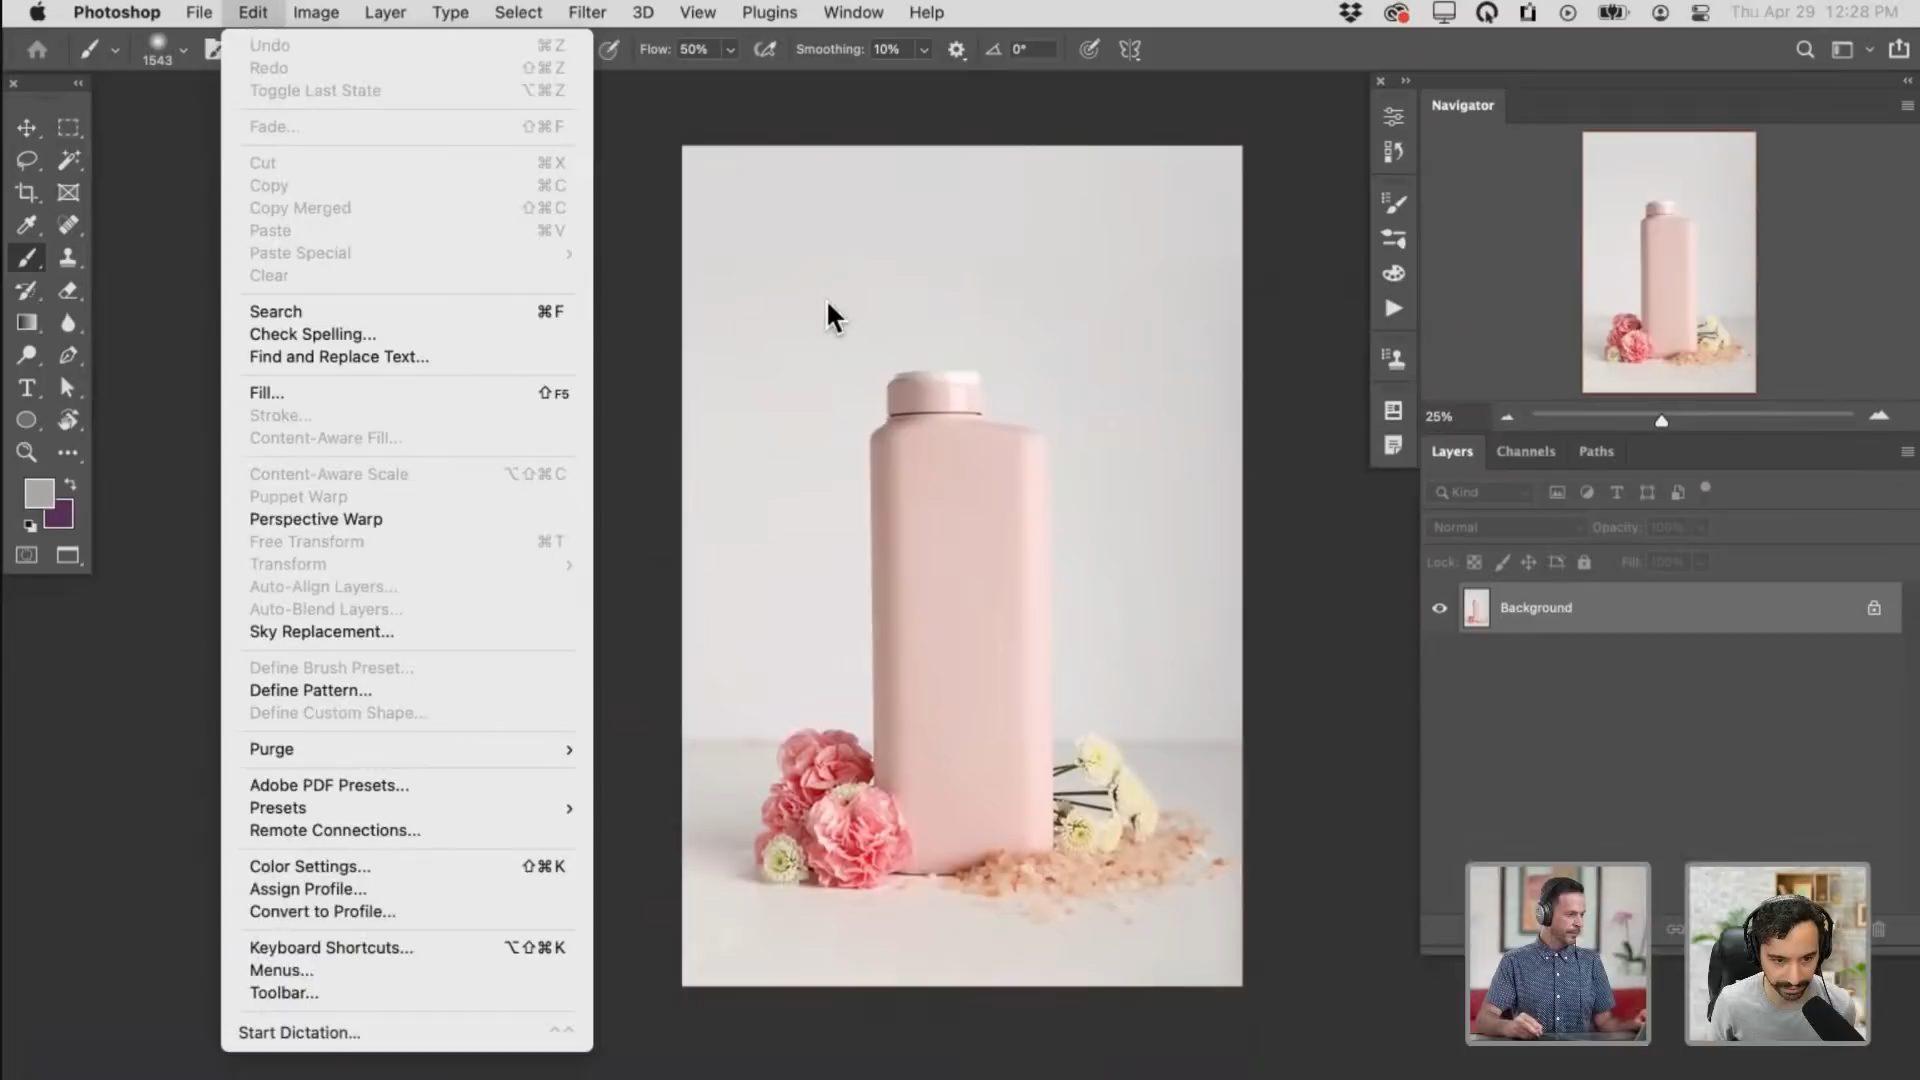 Photoshop File Edit Image Layer Type Select Filter 3D View Plugins Window Help Thu Apr 29 12:28 PM
1543 Flow: 50% Smoothing: 10% 0°
Undo ⌘Z
Redo ⇧⌘Z
Toggle Last State ⌥⌘Z
Fade... ⇧⌘F
Cut ⌘X
Copy ⌘C
Copy Merged ⇧⌘C
Paste ⌘V
Paste Special
Clear
Search ⌘F
Check Spelling...
Find and Replace Text...
Fill... ⇧F5
Stroke...
Content-Aware Fill...
Content-Aware Scale ⌥⇧⌘C
Puppet Warp
Perspective Warp
Free Transform ⌘T
Transform
Auto-Align Layers...
Auto-Blend Layers...
Sky Replacement...
Define Brush Preset...
Define Pattern...
Define Custom Shape...
Purge
Adobe PDF Presets...
Presets
Remote Connections...
Color Settings... ⇧⌘K
Assign Profile...
Convert to Profile...
Keyboard Shortcuts... ⌥⇧⌘K
Menus...
Toolbar...
Start Dictation...
Navigator
25%
Layers Channels Paths
Kind
Normal Opacity: 100%
Lock: Fill: 100%
Background